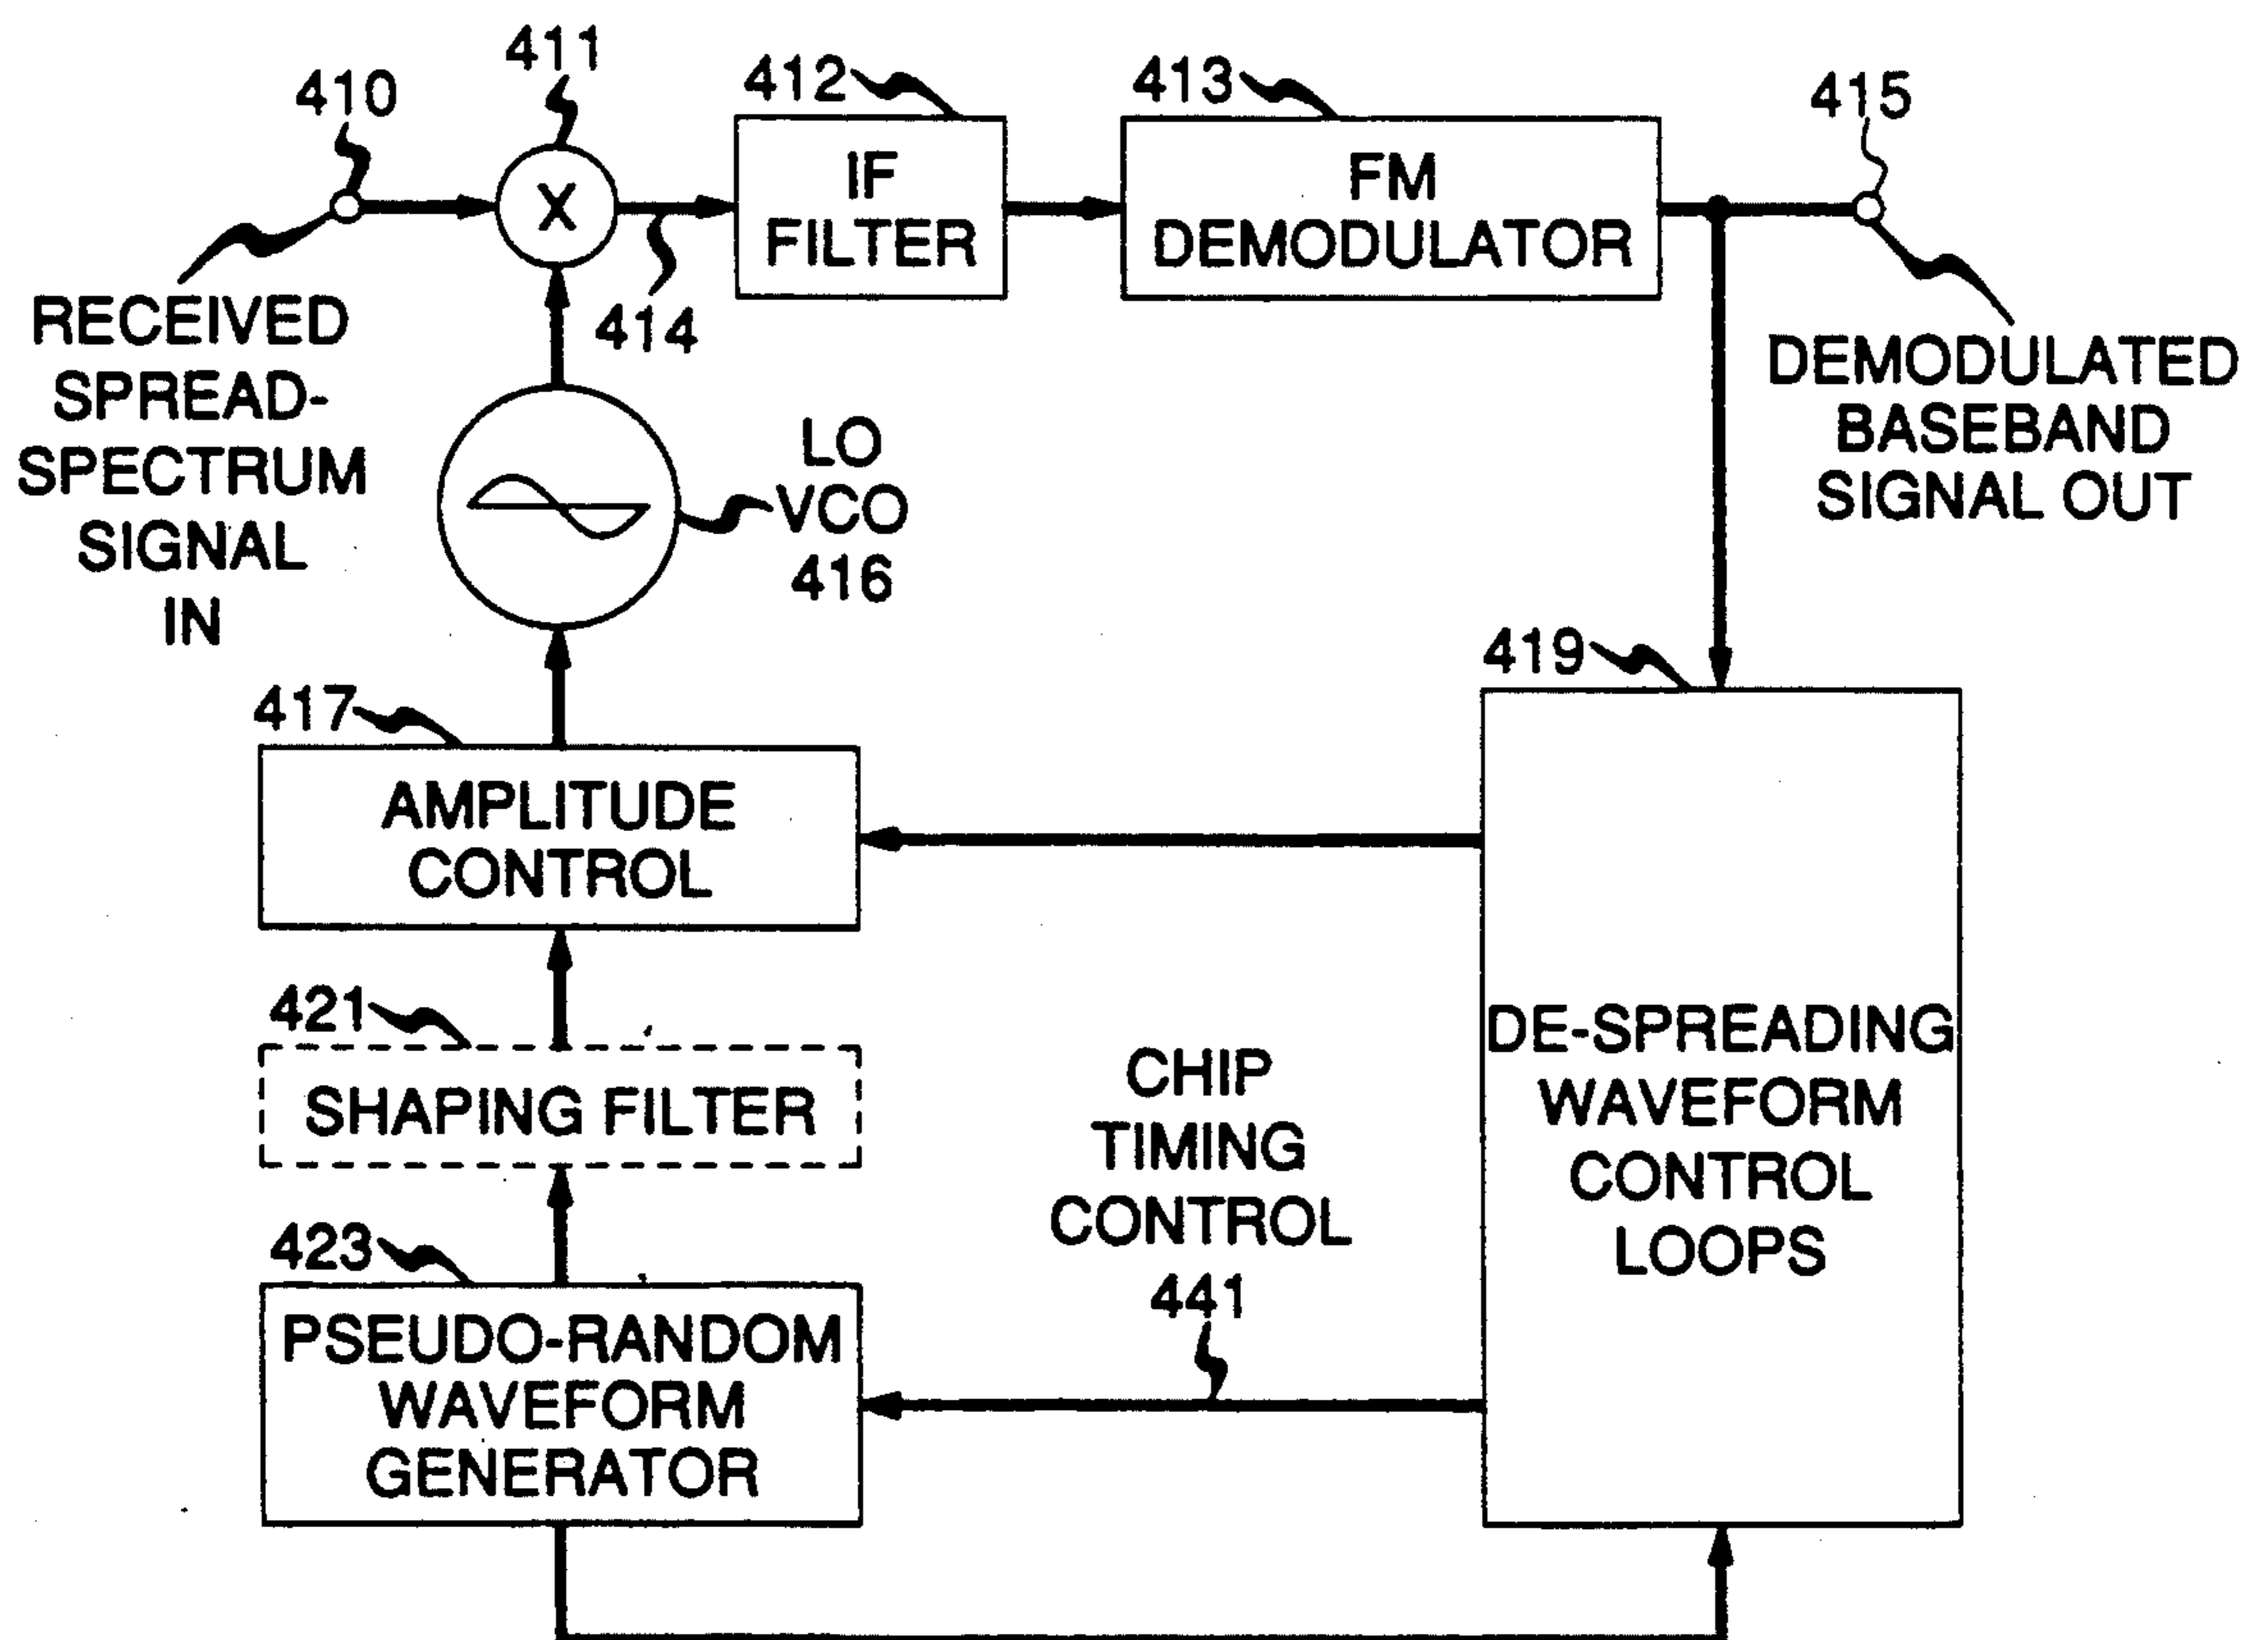 411
410
412
413
415
X
IF
FILTER
FM
DEMODULATOR
414
RECEIVED
SPREAD-
SPECTRUM
SIGNAL
IN
DEMODULATED
BASEBAND
SIGNAL OUT
LO
VCO
416
417
AMPLITUDE
CONTROL
419
DE-SPREADING
WAVEFORM
CONTROL
LOOPS
421
SHAPING FILTER
CHIP
TIMING
CONTROL
441
423
PSEUDO-RANDOM
WAVEFORM
GENERATOR